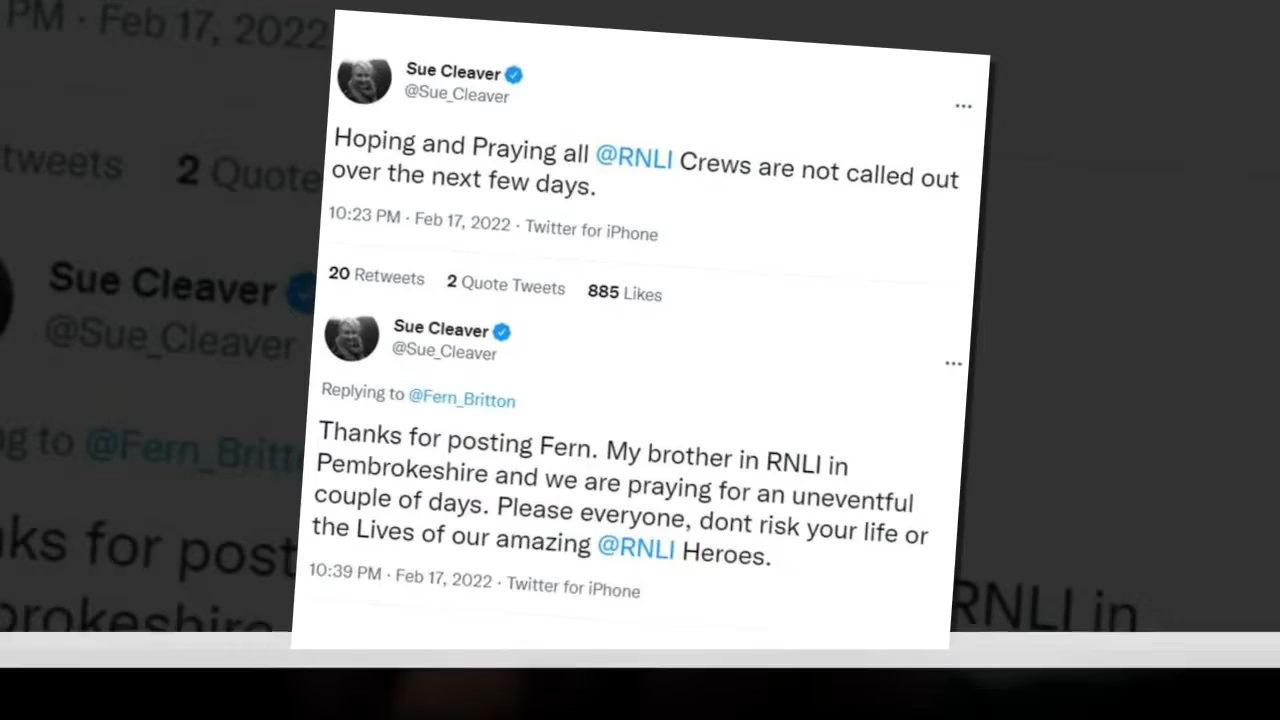 PM · Feb 17, 2022
tweets 2 Quote
Sue Cleaver
@Sue_Cleaver
ng to @Fern_Britt
nks for post
brokeshire
RNLI in
Sue Cleaver
@Sue_Cleaver
Hoping and Praying all @RNLI Crews are not called out
over the next few days.
10:23 PM · Feb 17, 2022 · Twitter for iPhone
20 Retweets 2 Quote Tweets 885 Likes
Sue Cleaver
@Sue_Cleaver
Replying to @Fern_Britton
Thanks for posting Fern. My brother in RNLI in
Pembrokeshire and we are praying for an uneventful
couple of days. Please everyone, dont risk your life or
the Lives of our amazing @RNLI Heroes.
10:39 PM · Feb 17, 2022 · Twitter for iPhone